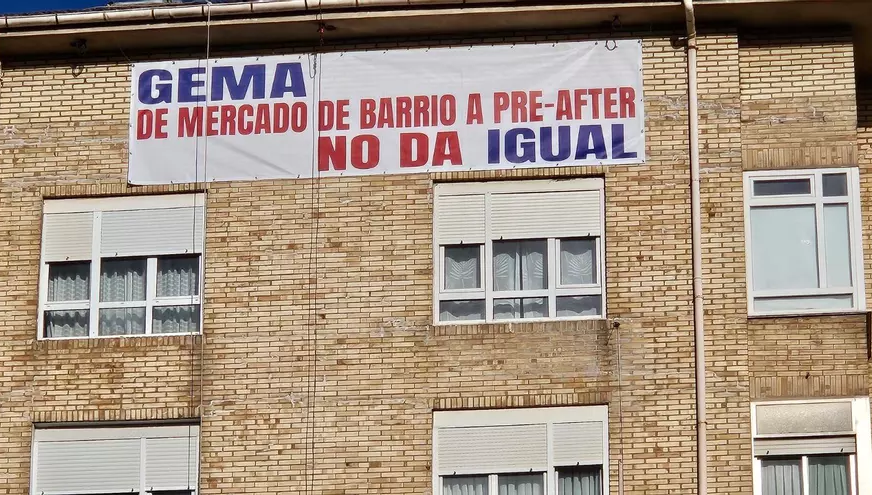 GEMA
DE MERCADO DE BARRIO A PRE-AFTER
NO DA IGUAL